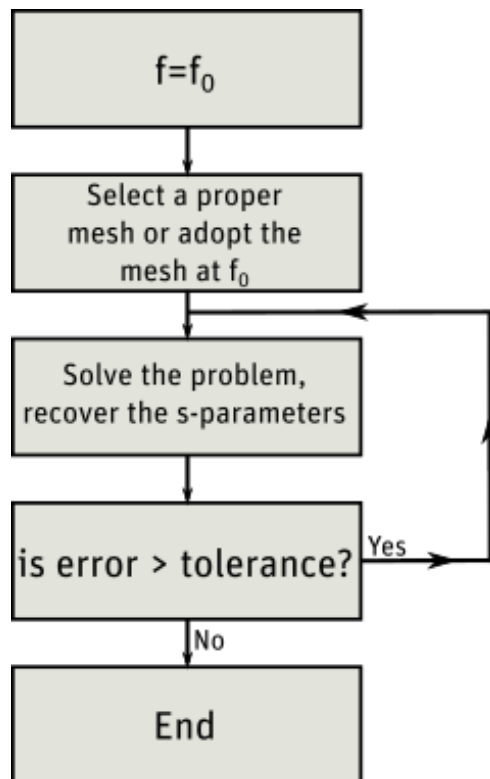 f=f₀
Select a proper
mesh or adopt the
mesh at f₀
Solve the problem,
recover the s-parameters
is error > tolerance?
Yes
No
End